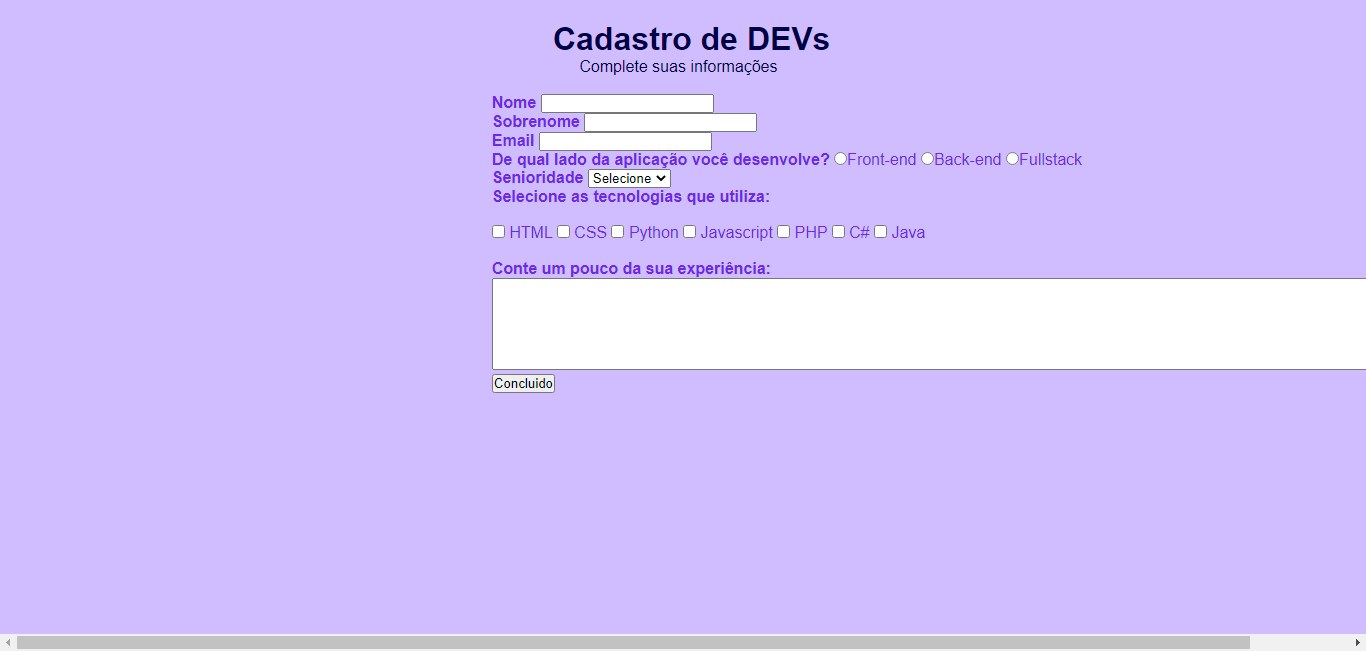 Cadastro de DEVs
Complete suas informações
Nome
Sobrenome
Email
De qual lado da aplicação você desenvolve? Front-end Back-end Fullstack
Senioridade Selecione
Selecione as tecnologias que utiliza:
HTML CSS Python Javascript PHP C# Java
Conte um pouco da sua experiência:
Concluido